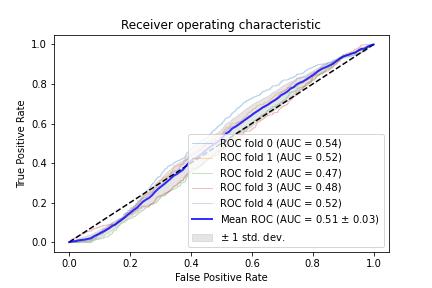 Receiver operating characteristic
True Positive Rate
1.0
0.8
0.6
0.4
0.2
0.0
ROC fold 0 (AUC = 0.54)
ROC fold 1 (AUC = 0.52)
ROC fold 2 (AUC = 0.47)
ROC fold 3 (AUC = 0.48)
ROC fold 4 (AUC = 0.52)
Mean ROC (AUC = 0.51 ± 0.03)
± 1 std. dev.
0.0 0.2 0.4 0.6 0.8 1.0
False Positive Rate